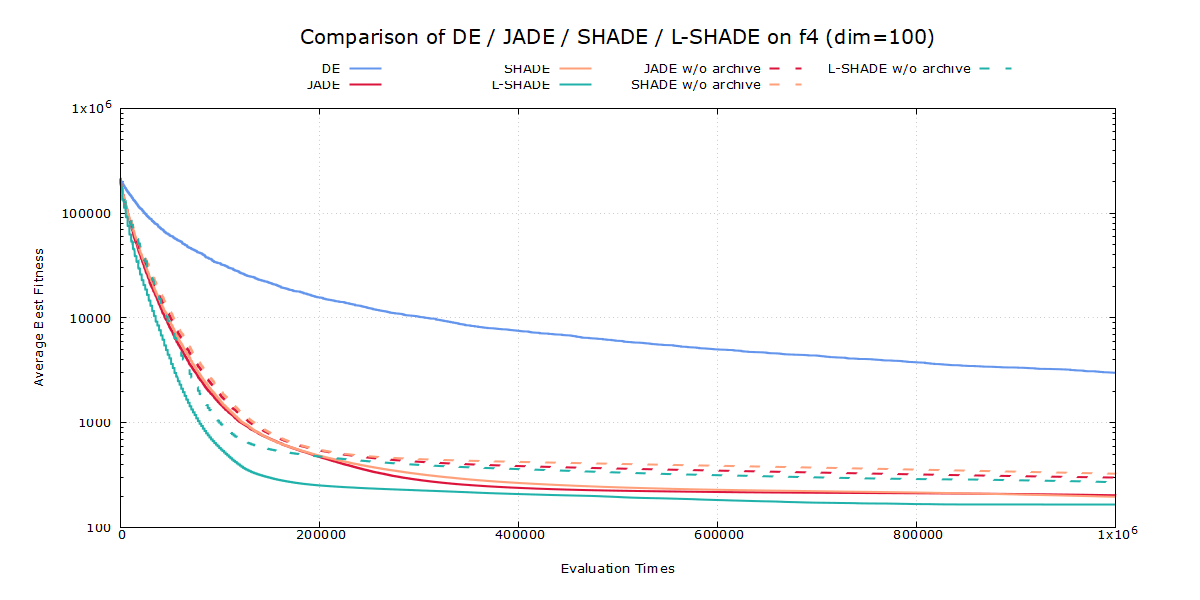 Comparison of DE / JADE / SHADE / L-SHADE on f4 (dim=100)
DE SHADE JADE w/o archive L-SHADE w/o archive
JADE L-SHADE SHADE w/o archive
1x10^6
100000
10000
1000
100
Average Best Fitness
0 200000 400000 600000 800000 1x10^6
Evaluation Times